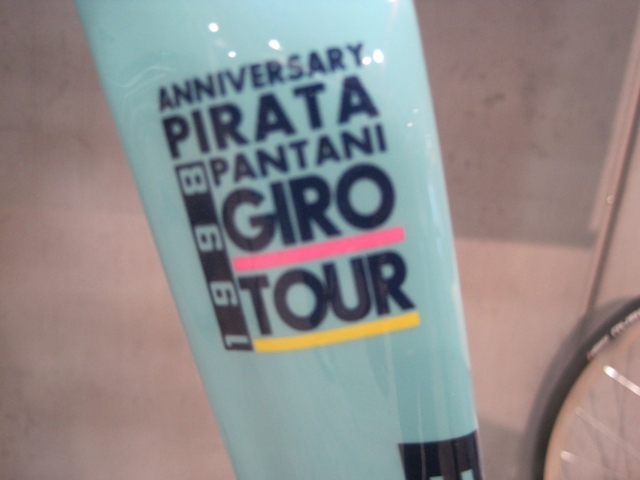 ANNIVERSARY
PIRATA
PANTANI
1998
GIRO
TOUR